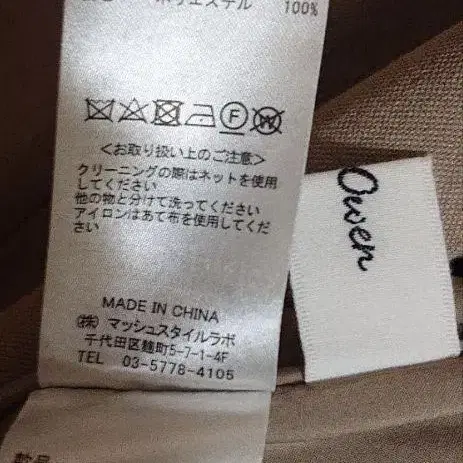 ポリエステル 100%
<お取り扱い上のご注意>
クリーニングの際はネットを使用
してください
他の物と分けて洗ってください
アイロンはあて布を使用してくだ
さい
MADE IN CHINA
(株) マッシュスタイルラボ
千代田区麹町5-7-1-4F
TEL 03-5778-4105
Owen